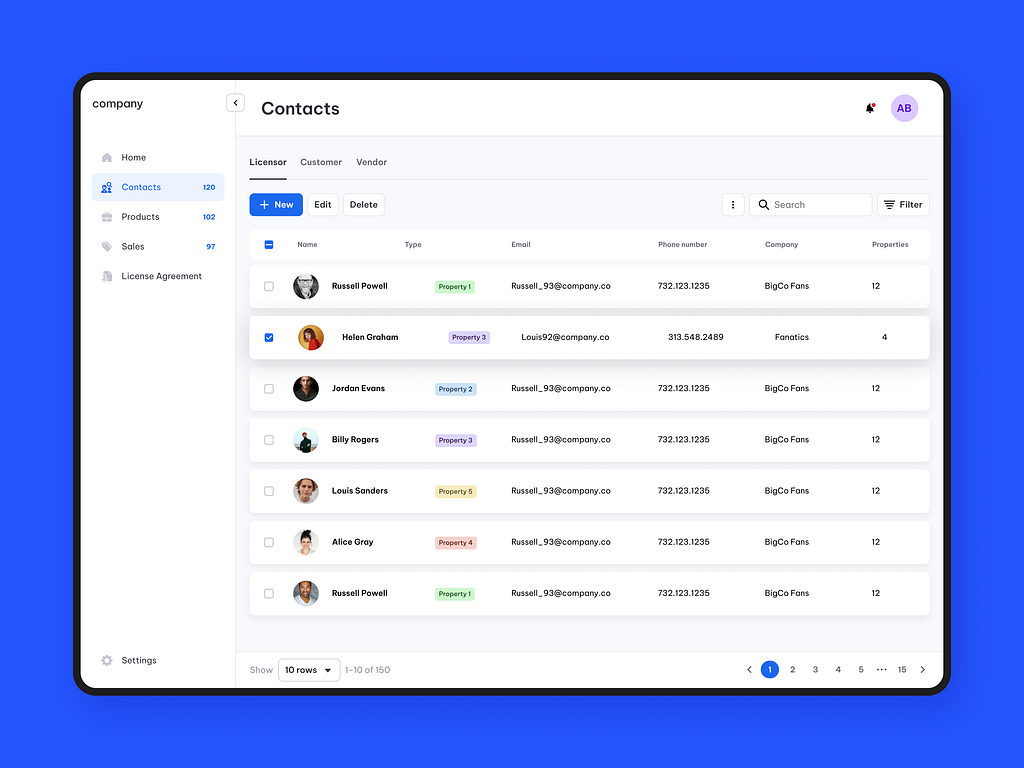 company
Contacts
AB
Home
Contacts 120
Products 102
Sales 97
License Agreement
Settings
Licensor Customer Vendor
+ New Edit Delete Search Filter
Name Type Email Phone number Company Properties
Russell Powell Property 1 Russell_93@company.co 732.123.1235 BigCo Fans 12
Helen Graham Property 3 Louis92@company.co 313.548.2489 Fanatics 4
Jordan Evans Property 2 Russell_93@company.co 732.123.1235 BigCo Fans 12
Billy Rogers Property 3 Russell_93@company.co 732.123.1235 BigCo Fans 12
Louis Sanders Property 5 Russell_93@company.co 732.123.1235 BigCo Fans 12
Alice Gray Property 4 Russell_93@company.co 732.123.1235 BigCo Fans 12
Russell Powell Property 1 Russell_93@company.co 732.123.1235 BigCo Fans 12
Show 10 rows 1-10 of 150 1 2 3 4 5 ••• 15